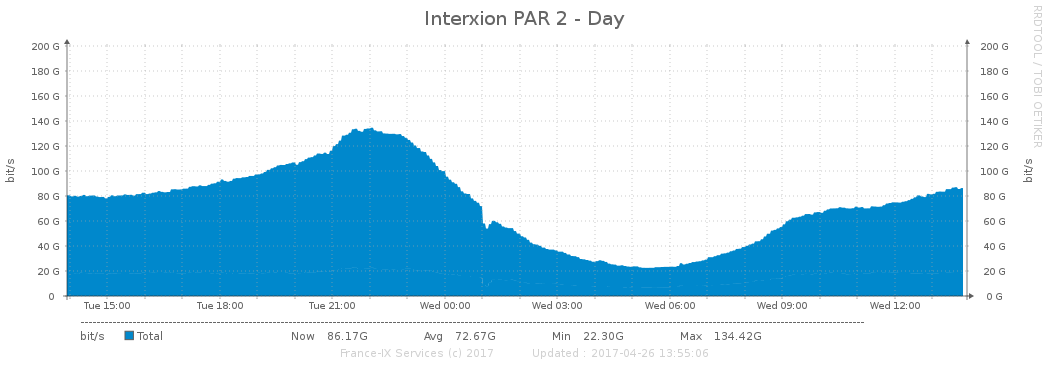 Interxion PAR 2 - Day
RRDTOOL / TOBI OETIKER
bit/s
bit/s
200 G 200 G
180 G 180 G
160 G 160 G
140 G 140 G
120 G 120 G
100 G 100 G
80 G 80 G
60 G 60 G
40 G 40 G
20 G 20 G
0 0 G
Tue 15:00 Tue 18:00 Tue 21:00 Wed 00:00 Wed 03:00 Wed 06:00 Wed 09:00 Wed 12:00
bit/s Total Now 86.17G Avg 72.67G Min 22.30G Max 134.42G
France-IX Services (c) 2017 Updated : 2017-04-26 13:55:06